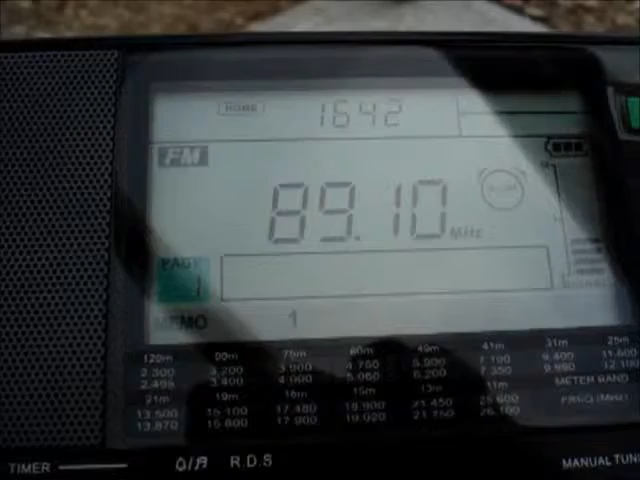 HOME 1642
FM
89.10 MHz
PAGE
1
MEMO 1
120m 90m 75m 60m 49m 41m 31m 25m
2.300 3.200 3.900 4.750 5.900 7.100 9.400 11.600
2.495 3.400 4.000 5.060 6.200 7.350 9.990 12.100
21m 19m 16m 15m 13m 11m METER BAND
13.500 15.100 17.480 18.900 21.450 25.600 FREQ.(MHz)
13.870 15.800 17.900 19.020 21.750 26.100
TIMER R.D.S MANUAL TUNI